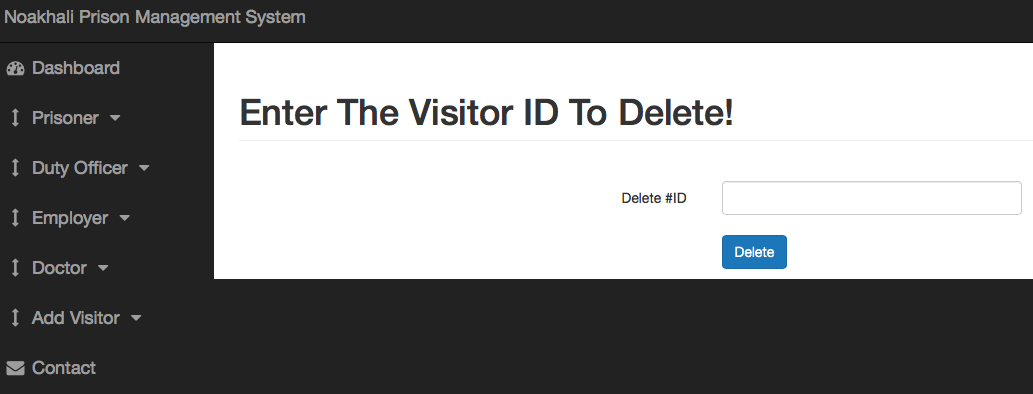 Noakhali Prison Management System
Dashboard
Prisoner
Duty Officer
Employer
Doctor
Add Visitor
Contact
Enter The Visitor ID To Delete!
Delete #ID
Delete